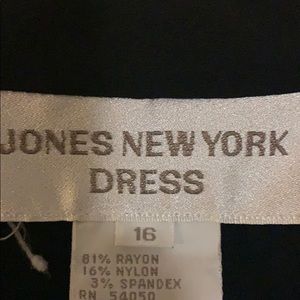 JONES NEW YORK
DRESS
16
81% RAYON
16% NYLON
3% SPANDEX
RN 54050